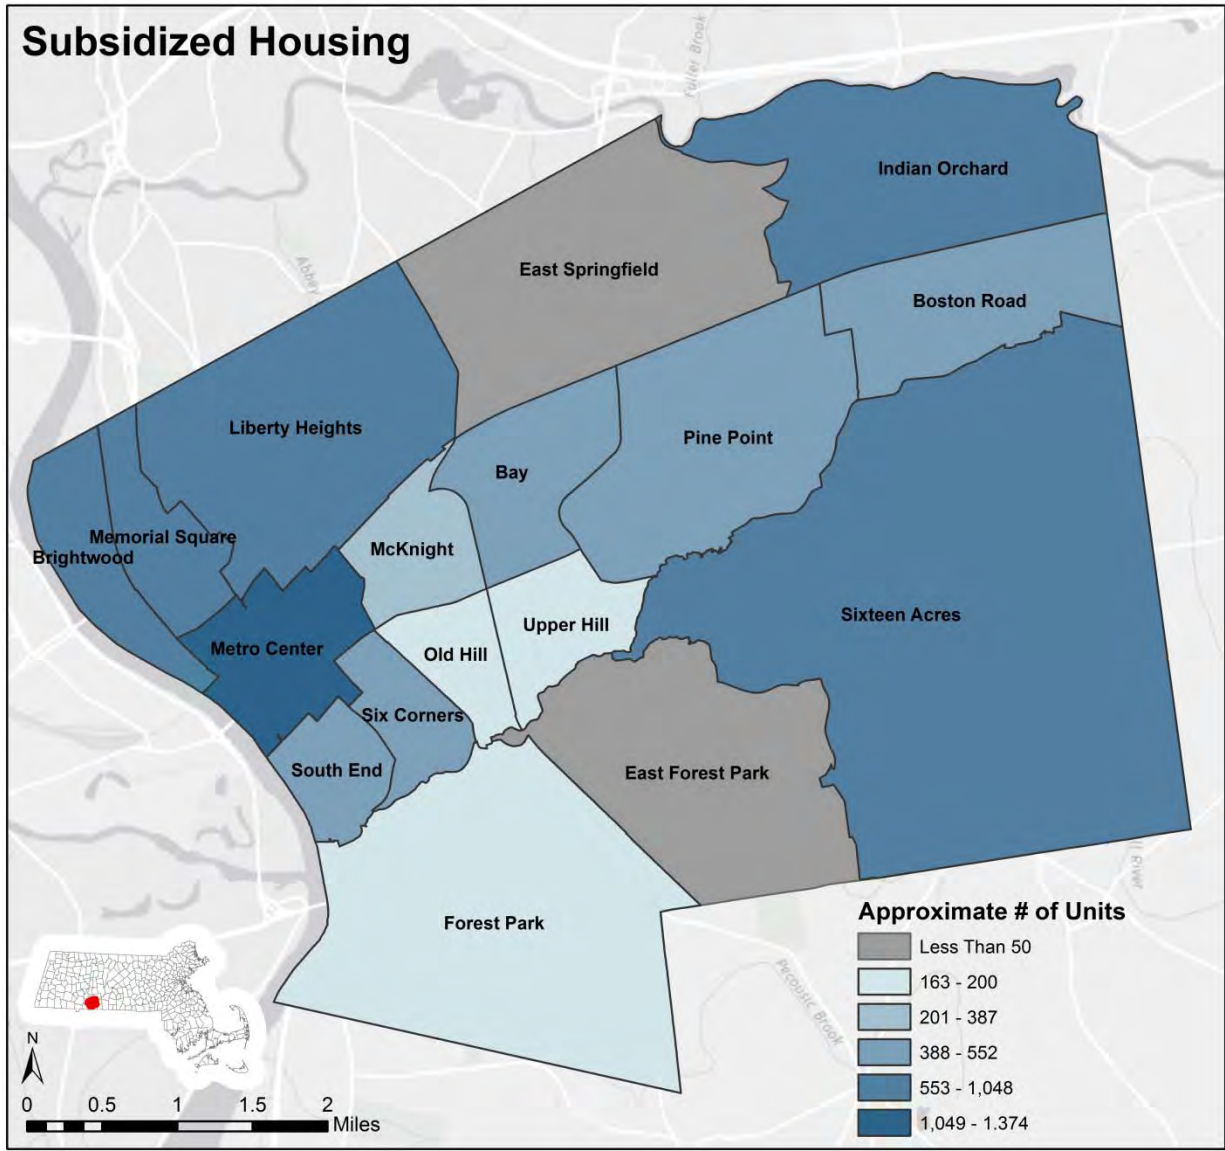 Subsidized Housing
Fuller Brook
Indian Orchard
East Springfield
Abbey
Boston Road
Liberty Heights
Pine Point
Bay
Memorial Square
Brightwood
McKnight
Sixteen Acres
Upper Hill
Metro Center
Old Hill
Six Corners
South End
East Forest Park
Forest Park
ll River
Pecousic Brook
Approximate # of Units
Less Than 50
163 - 200
201 - 387
388 - 552
553 - 1,048
1,049 - 1.374
N
0 0.5 1 1.5 2
Miles